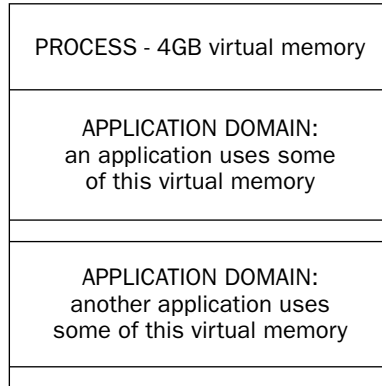 PROCESS - 4GB virtual memory
APPLICATION DOMAIN:
an application uses some
of this virtual memory
APPLICATION DOMAIN:
another application uses
some of this virtual memory